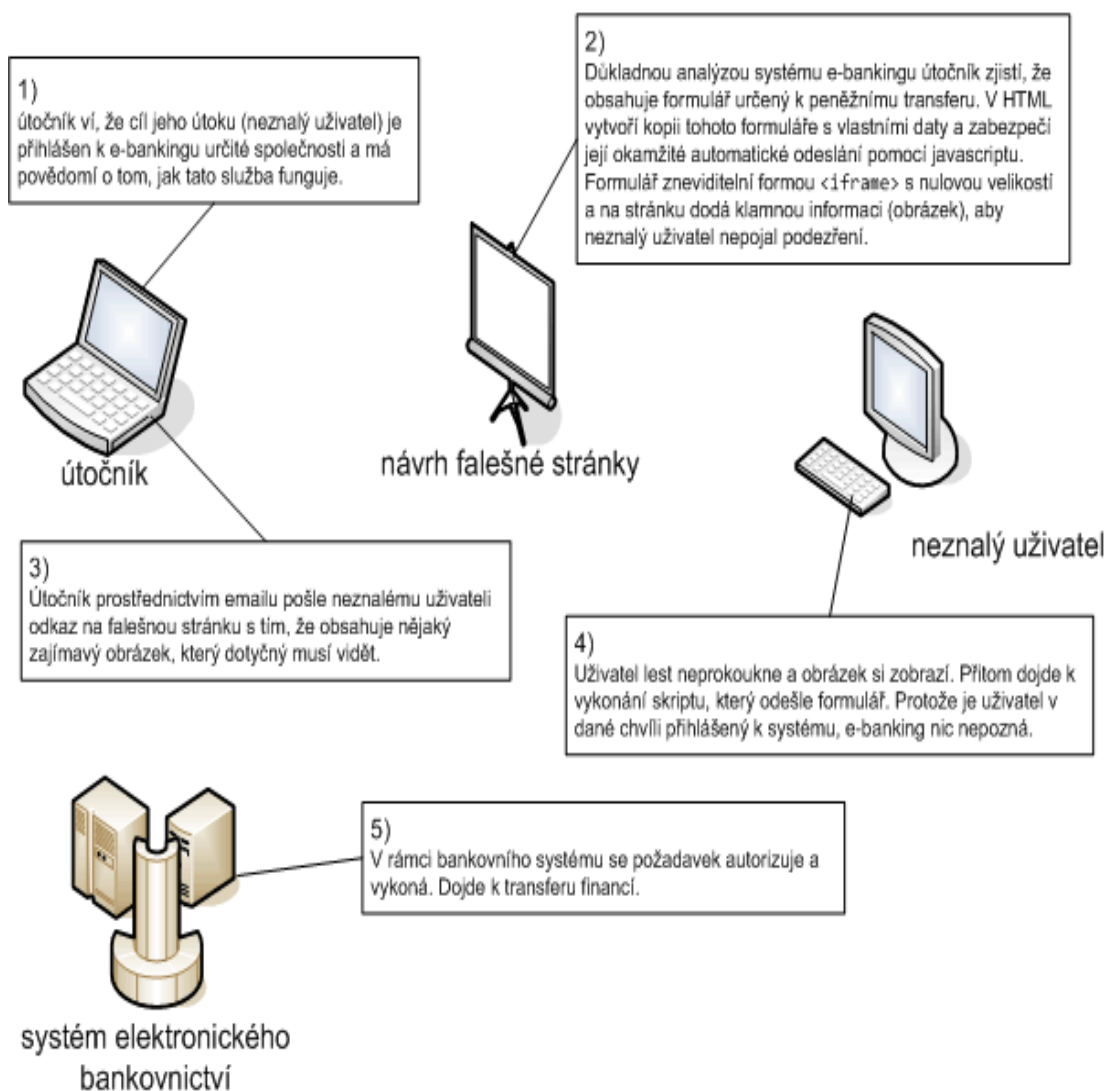 1)
útočník ví, že cíl jeho útoku (neznalý uživatel) je
přihlášen k e-bankingu určité společnosti a má
povědomí o tom, jak tato služba funguje.
2)
Důkladnou analýzou systému e-bankingu útočník zjistí, že
obsahuje formulář určený k peněžnímu transferu. V HTML
vytvoří kopii tohoto formuláře s vlastními daty a zabezpečí
její okamžité automatické odeslání pomocí javascriptu.
Formulář zneviditelní formou <iframe> s nulovou velikostí
a na stránku dodá klamnou informaci (obrázek), aby
neznalý uživatel nepojal podezření.
útočník
návrh falešné stránky
neznalý uživatel
3)
Útočník prostřednictvím emailu pošle neznalému uživateli
odkaz na falešnou stránku s tím, že obsahuje nějaký
zajímavý obrázek, který dotyčný musí vidět.
4)
Uživatel lest neprokoukne a obrázek si zobrazí. Přitom dojde k
vykonání skriptu, který odešle formulář. Protože je uživatel v
dané chvíli přihlášený k systému, e-banking nic nepozná.
5)
V rámci bankovního systému se požadavek autorizuje a
vykoná. Dojde k transferu financí.
systém elektronického
bankovnictví